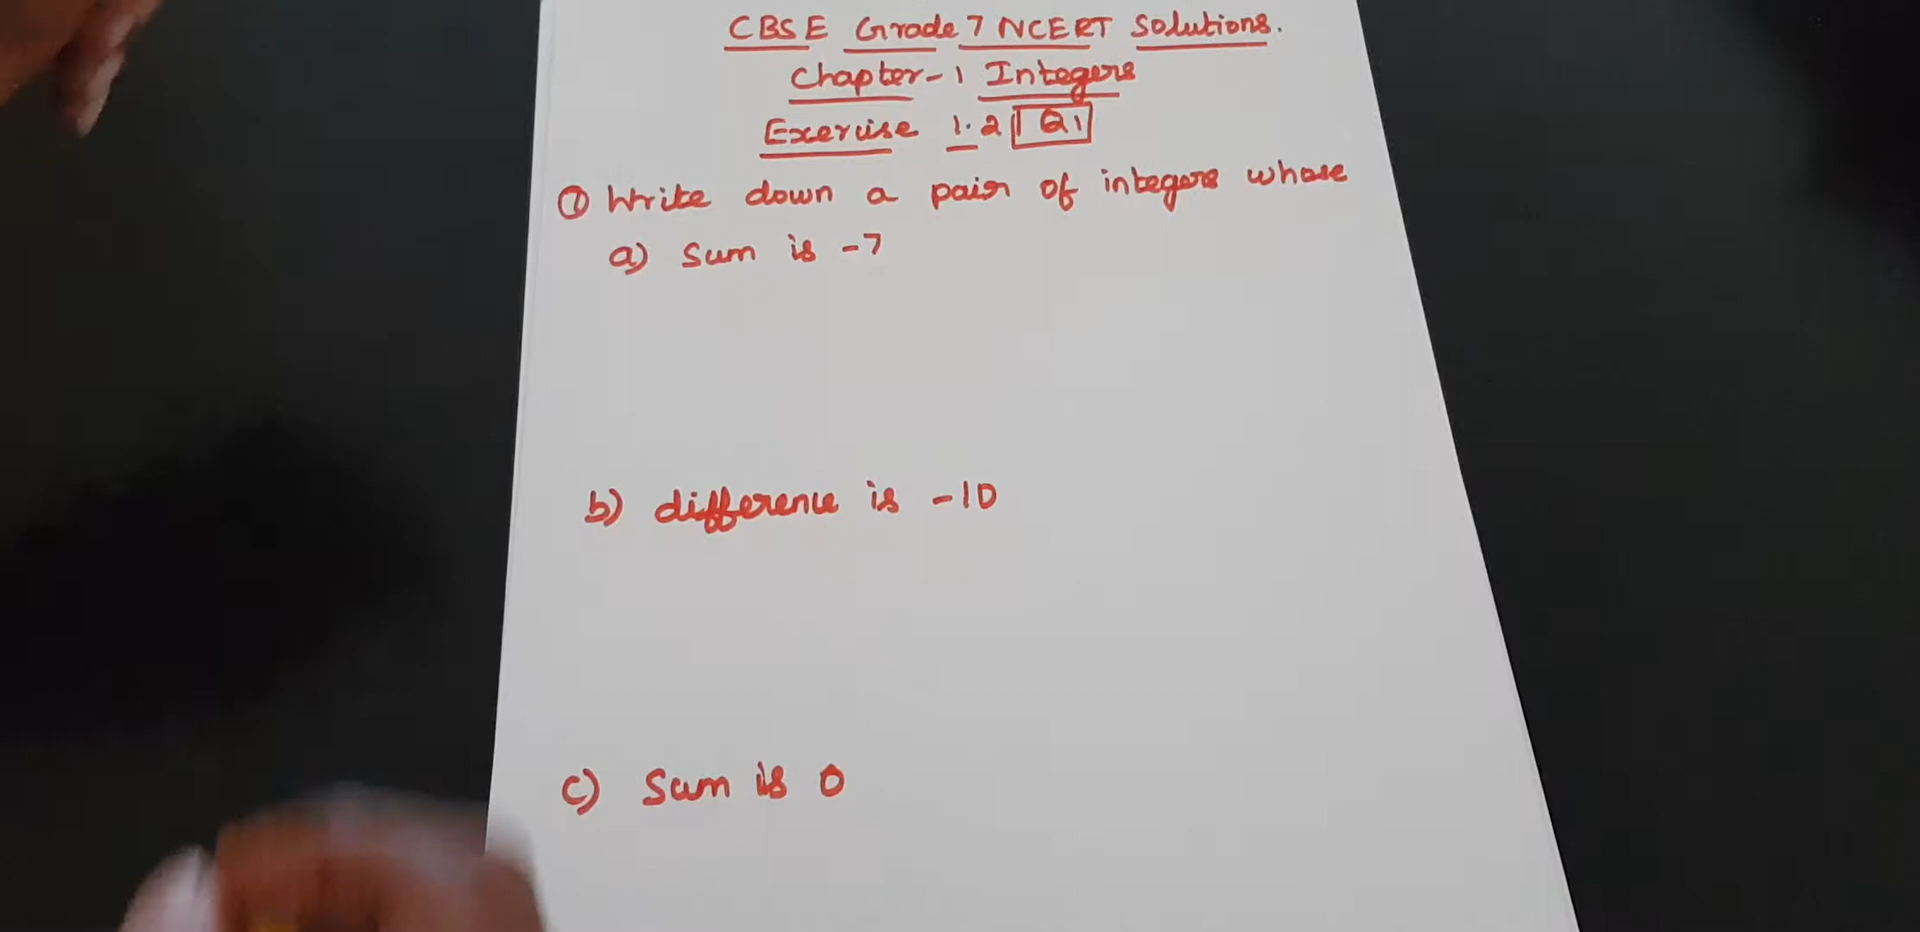 CBSE Grade 7 NCERT Solutions.
Chapter-1 Integers
Exercise 1.2 Q1
① Write down a pair of integers whose
a) Sum is -7
b) difference is -10
c) Sum is 0